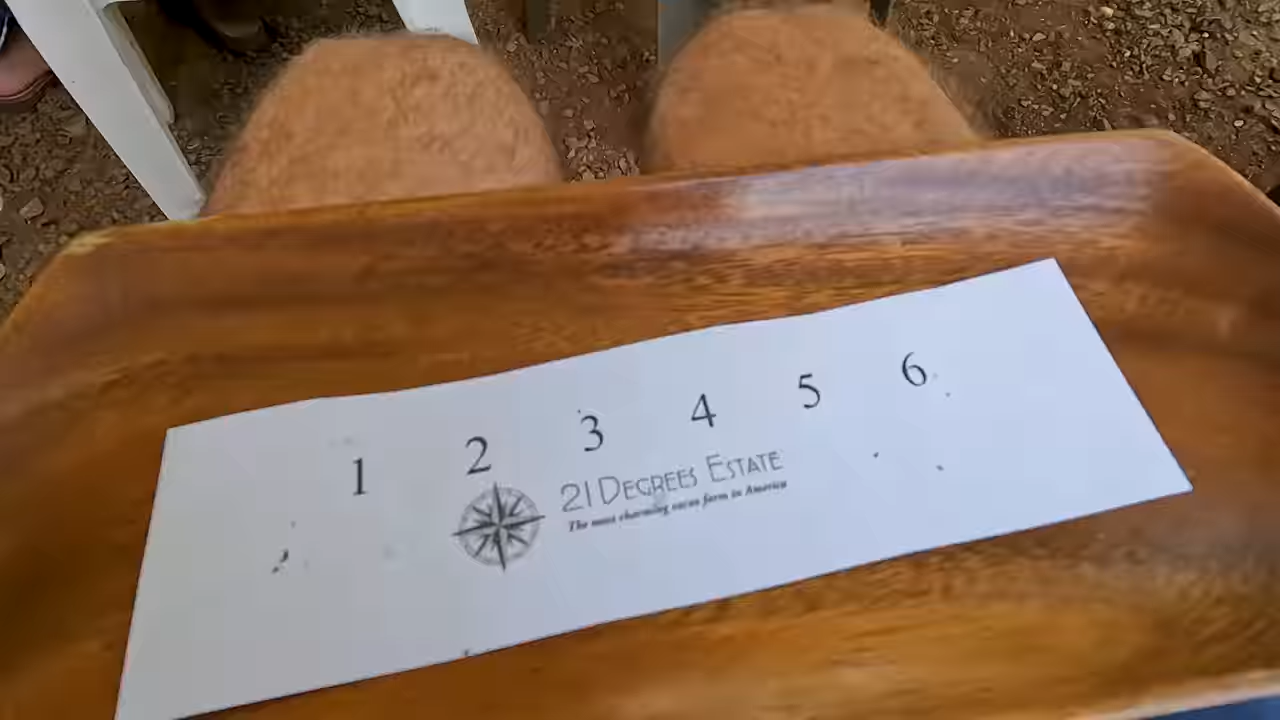 1 2 3 4 5 6
21 DEGREES ESTATE
The most charming cacao farm in America